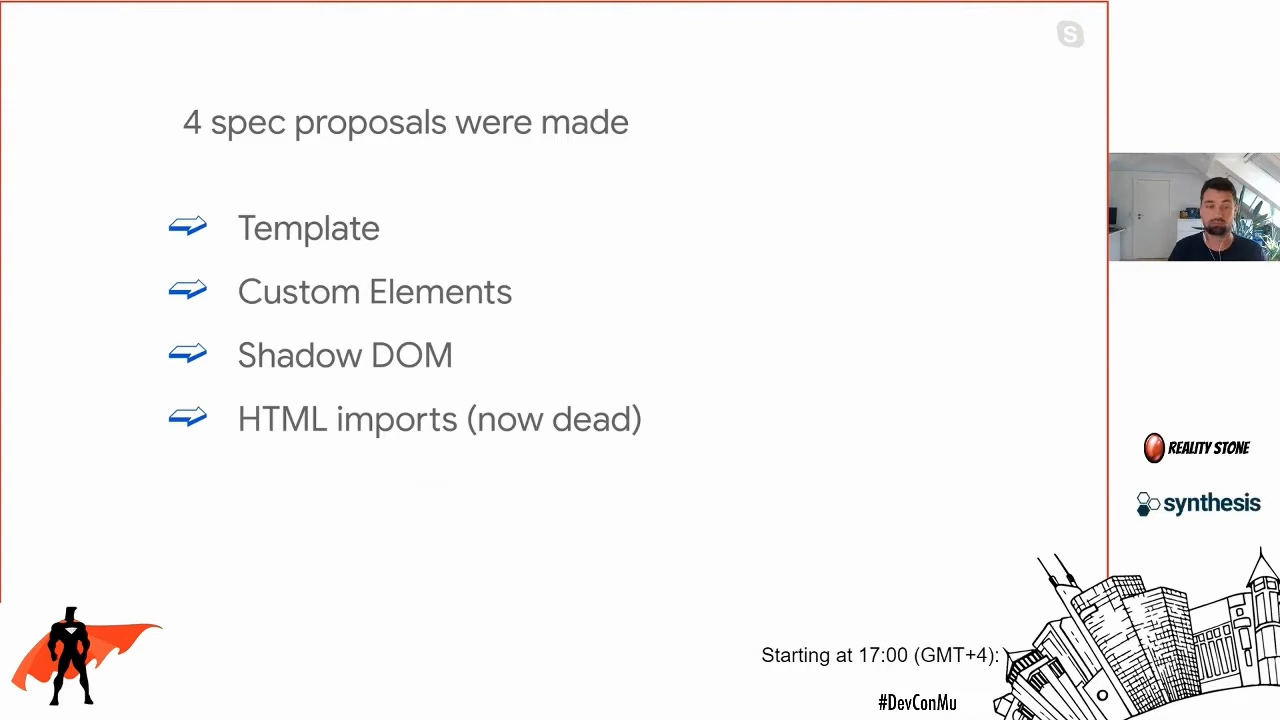 4 spec proposals were made
Template
Custom Elements
Shadow DOM
HTML imports (now dead)
S
REALITY STONE
synthesis
Starting at 17:00 (GMT+4):
#DevConMu